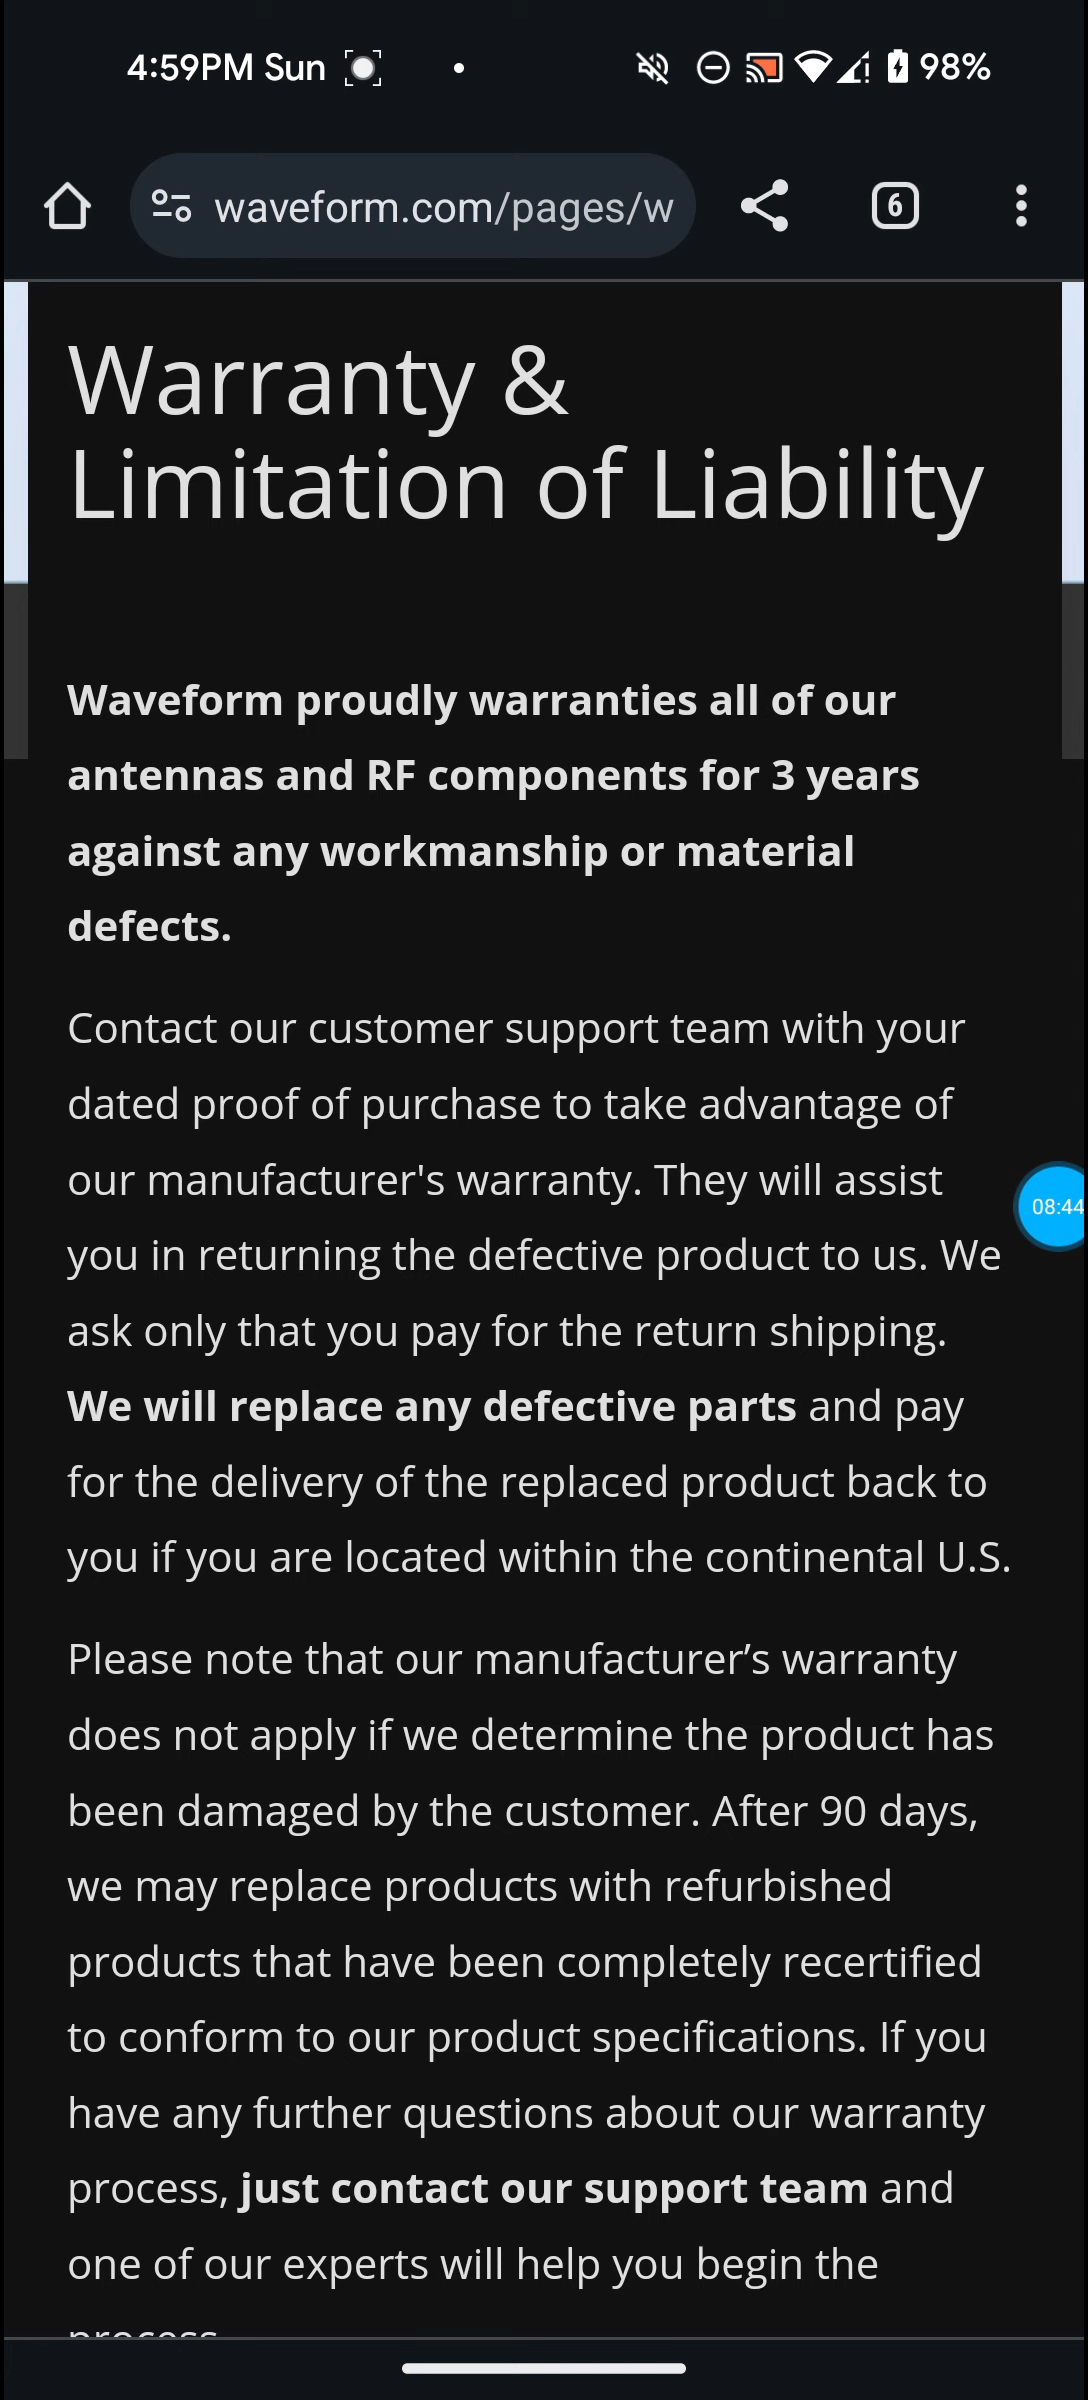 4:59PM Sun
98%
waveform.com/pages/w
6
Warranty &
Limitation of Liability
Waveform proudly warranties all of our
antennas and RF components for 3 years
against any workmanship or material
defects.
Contact our customer support team with your
dated proof of purchase to take advantage of
our manufacturer's warranty. They will assist
you in returning the defective product to us. We
08:44
ask only that you pay for the return shipping.
We will replace any defective parts and pay
for the delivery of the replaced product back to
you if you are located within the continental U.S.
Please note that our manufacturer’s warranty
does not apply if we determine the product has
been damaged by the customer. After 90 days,
we may replace products with refurbished
products that have been completely recertified
to conform to our product specifications. If you
have any further questions about our warranty
process, just contact our support team and
one of our experts will help you begin the
process.